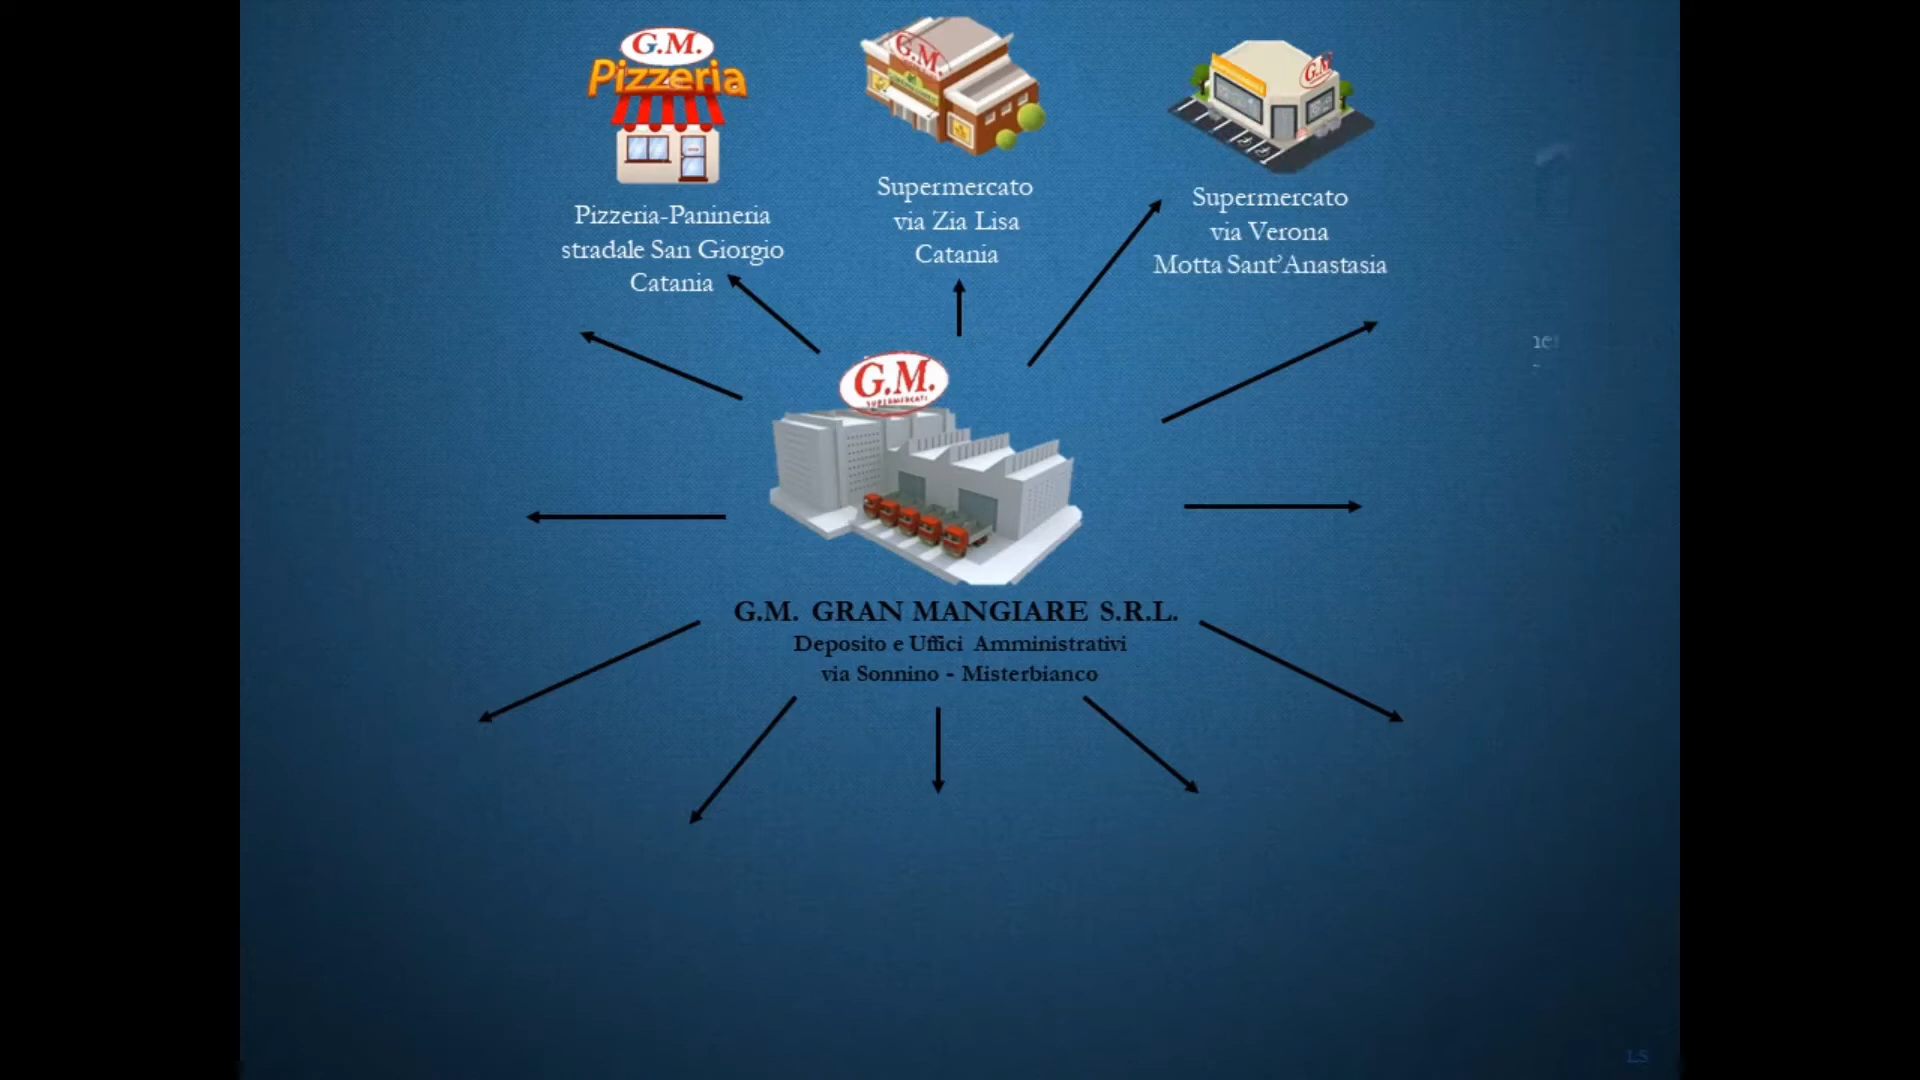 G.M.
Pizzeria
Pizzeria-Panineria
stradale San Giorgio
Catania
G.M.
Supermercato
via Zia Lisa
Catania
G.M.
Supermercato
via Verona
Motta Sant’Anastasia
G.M.
SUPERMERCATI
G.M. GRAN MANGIARE S.R.L.
Deposito e Uffici Amministrativi
via Sonnino - Misterbianco
LS